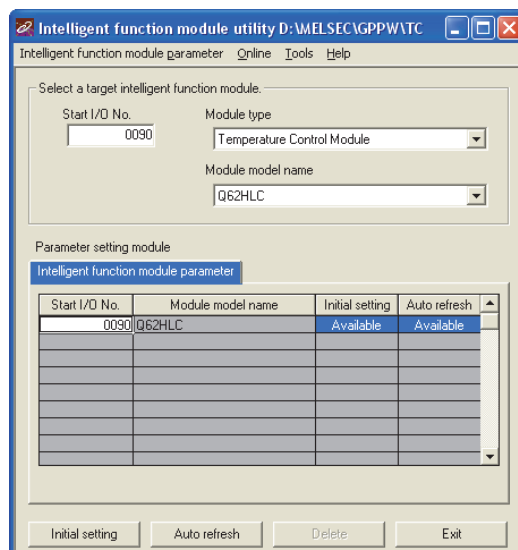 Intelligent function module utility D:\MELSEC\GPPW\TC
Intelligent function module parameter Online Tools Help
Select a target intelligent function module.
Start I/O No. Module type
0090 Temperature Control Module
Module model name
Q62HLC
Parameter setting module
Intelligent function module parameter
Start I/O No. Module model name Initial setting Auto refresh
0090 Q62HLC Available Available
Initial setting Auto refresh Delete Exit